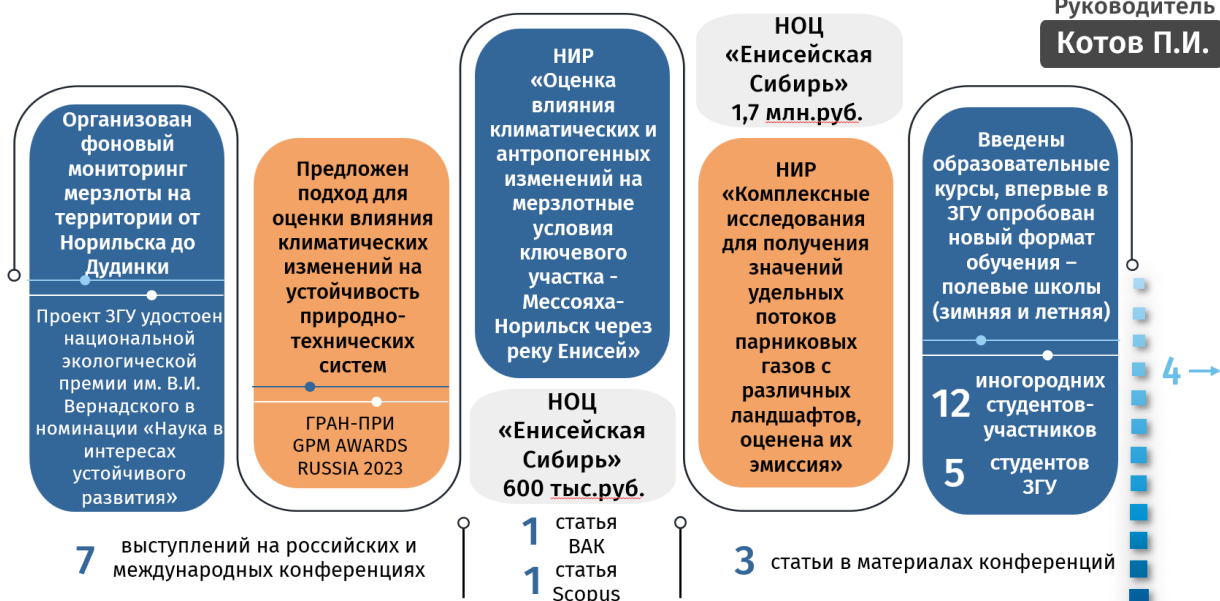 Руководитель
Котов П.И.
Организован
фоновый
мониторинг
мерзлоты на
территории от
Норильска до
Дудинки
Проект ЗГУ удостоен
национальной
экологической
премии им. В.И.
Вернадского в
номинации «Наука в
интересах
устойчивого
развития»
Предложен
подход для
оценки влияния
климатических
изменений на
устойчивость
природно-
технических
систем
ГРАН-ПРИ
GPM AWARDS
RUSSIA 2023
НИР
«Оценка
влияния
климатических и
антропогенных
изменений на
мерзлотные
условия
ключевого
участка -
Мессояха-
Норильск через
реку Енисей»
НОЦ
«Енисейская
Сибирь»
600 тыс.руб.
НОЦ
«Енисейская
Сибирь»
1,7 млн.руб.
НИР
«Комплексные
исследования
для получения
значений
удельных
потоков
парниковых
газов с
различных
ландшафтов,
оценена их
эмиссия»
Введены
образовательные
курсы, впервые в
ЗГУ опробован
новый формат
обучения –
полевые школы
(зимняя и летняя)
12 иногородних
студентов-
участников
5 студентов
ЗГУ
4
7 выступлений на российских и
международных конференциях
1 статья
ВАК
1 статья
Scopus
3 статьи в материалах конференций